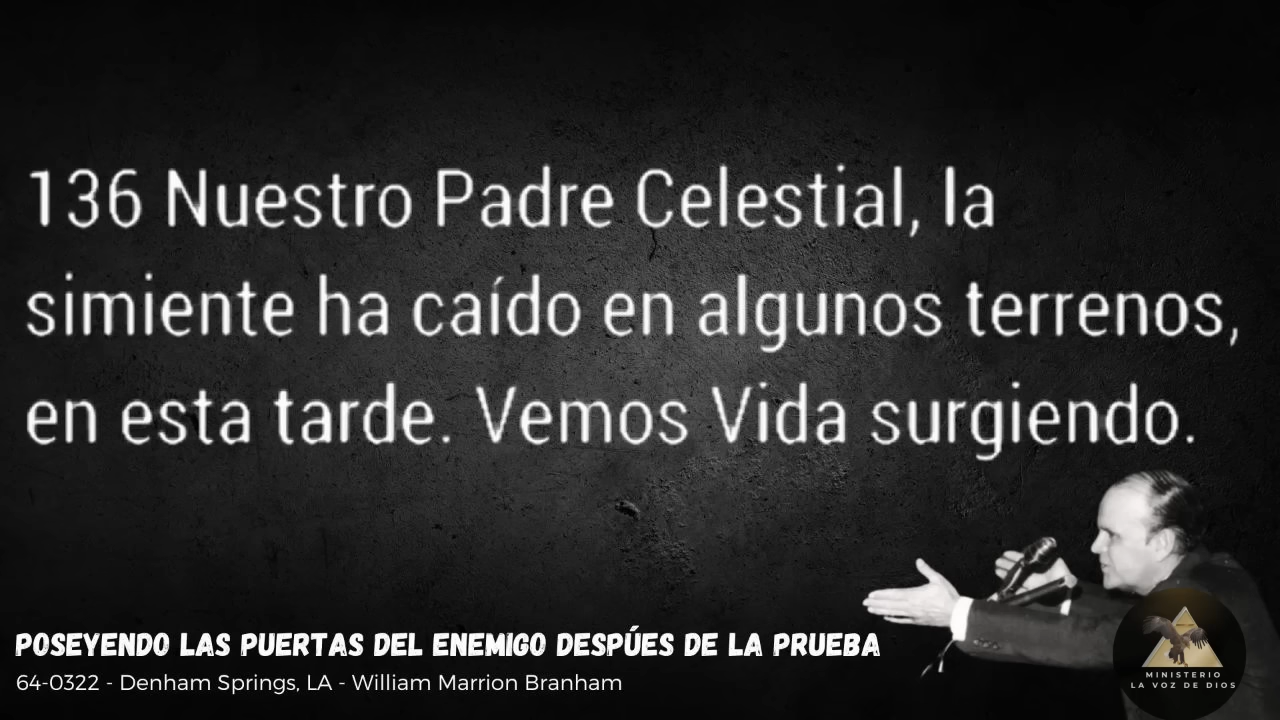 136 Nuestro Padre Celestial, la
simiente ha caído en algunos terrenos,
en esta tarde. Vemos Vida surgiendo.
POSEYENDO LAS PUERTAS DEL ENEMIGO DESPÚES DE LA PRUEBA
64-0322 - Denham Springs, LA - William Marrion Branham
MINISTERIO
LA VOZ DE DIOS